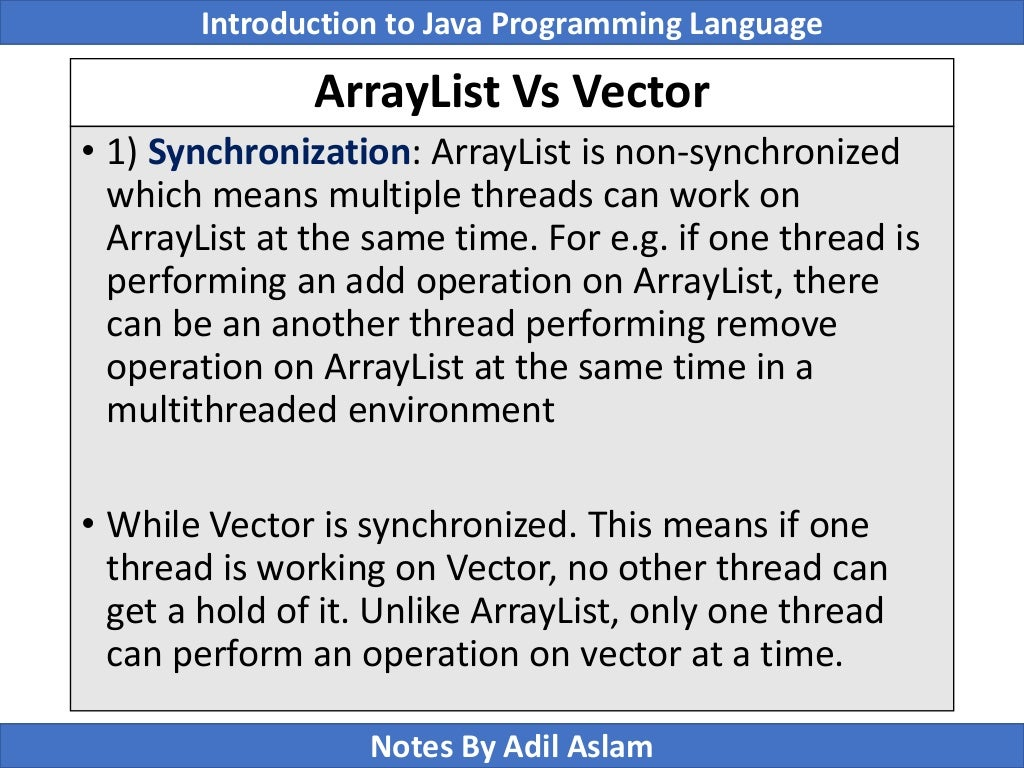 Introduction to Java Programming Language
ArrayList Vs Vector
• 1) Synchronization: ArrayList is non-synchronized
which means multiple threads can work on
ArrayList at the same time. For e.g. if one thread is
performing an add operation on ArrayList, there
can be an another thread performing remove
operation on ArrayList at the same time in a
multithreaded environment
• While Vector is synchronized. This means if one
thread is working on Vector, no other thread can
get a hold of it. Unlike ArrayList, only one thread
can perform an operation on vector at a time.
Notes By Adil Aslam